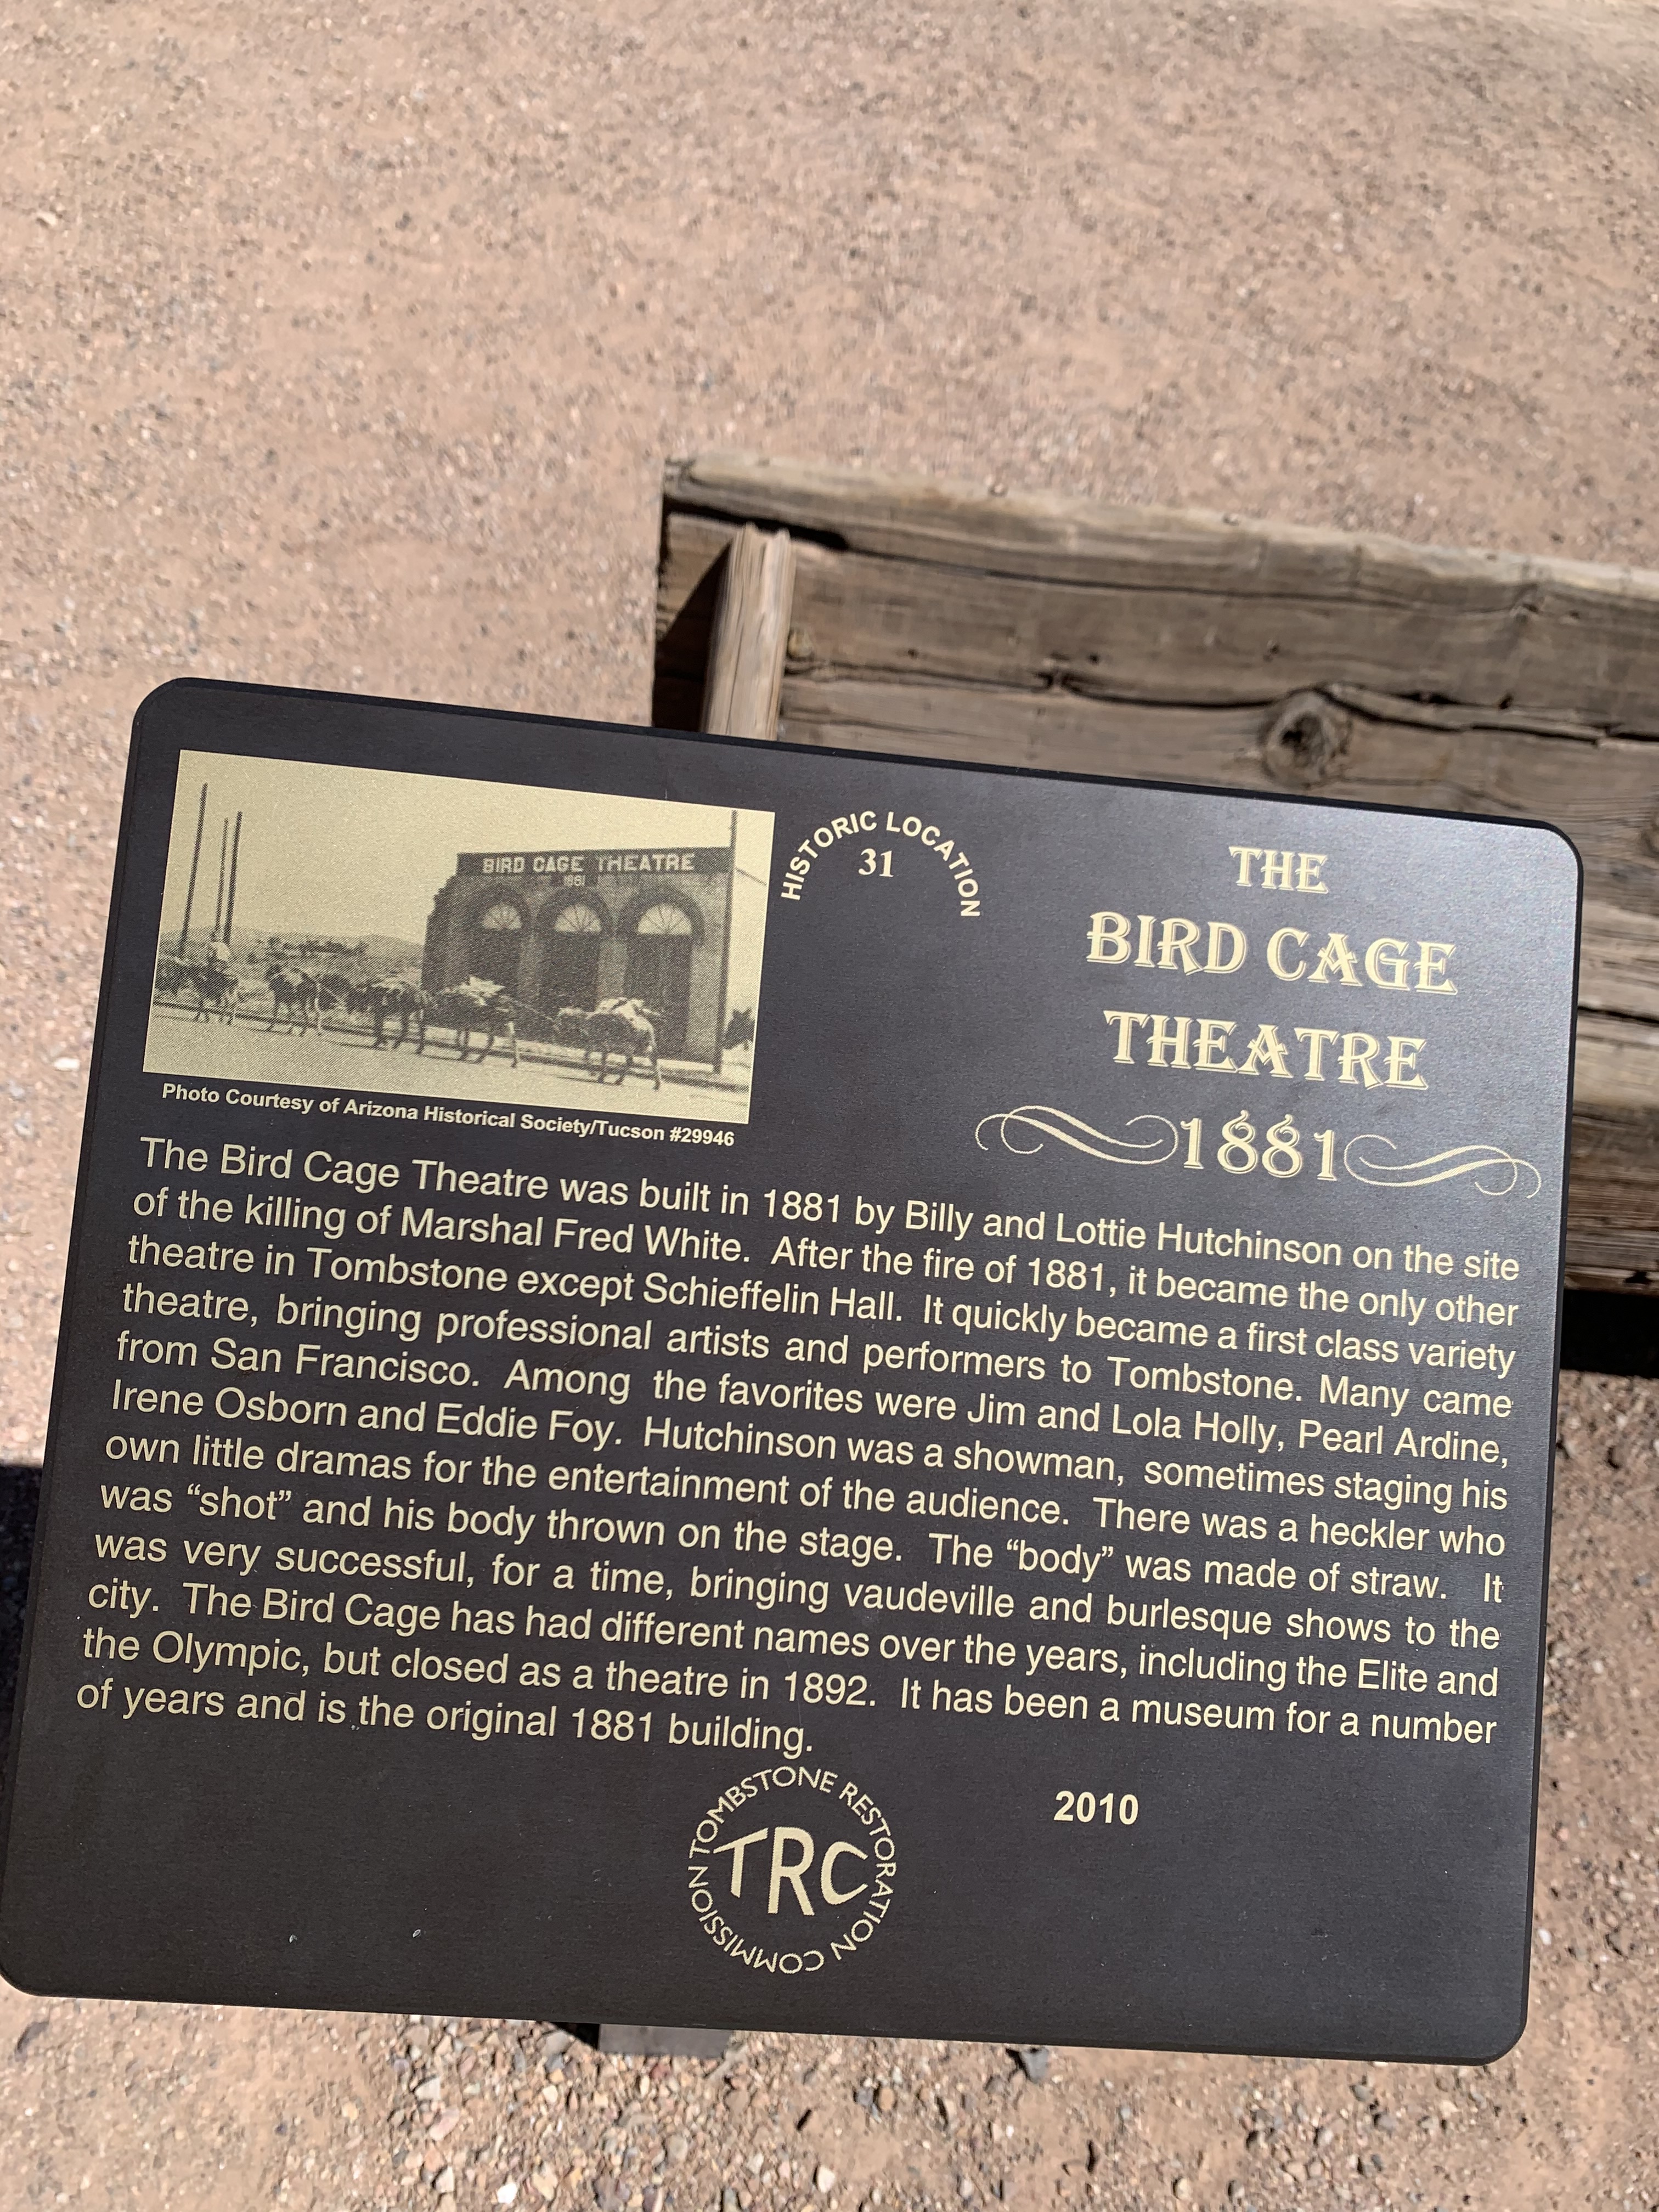 BIRD CAGE THEATRE
1881
Photo Courtesy of Arizona Historical Society/Tucson #29946
HISTORIC LOCATION
31
THE
BIRD CAGE
THEATRE
1881
The Bird Cage Theatre was built in 1881 by Billy and Lottie Hutchinson on the site
of the killing of Marshal Fred White. After the fire of 1881, it became the only other
theatre in Tombstone except Schieffelin Hall. It quickly became a first class variety
theatre, bringing professional artists and performers to Tombstone. Many came
from San Francisco. Among the favorites were Jim and Lola Holly, Pearl Ardine,
Irene Osborn and Eddie Foy. Hutchinson was a showman, sometimes staging his
own little dramas for the entertainment of the audience. There was a heckler who
was “shot” and his body thrown on the stage. The “body” was made of straw. It
was very successful, for a time, bringing vaudeville and burlesque shows to the
city. The Bird Cage has had different names over the years, including the Elite and
the Olympic, but closed as a theatre in 1892. It has been a museum for a number
of years and is the original 1881 building.
TOMBSTONE RESTORATION COMMISSION
TRC
2010